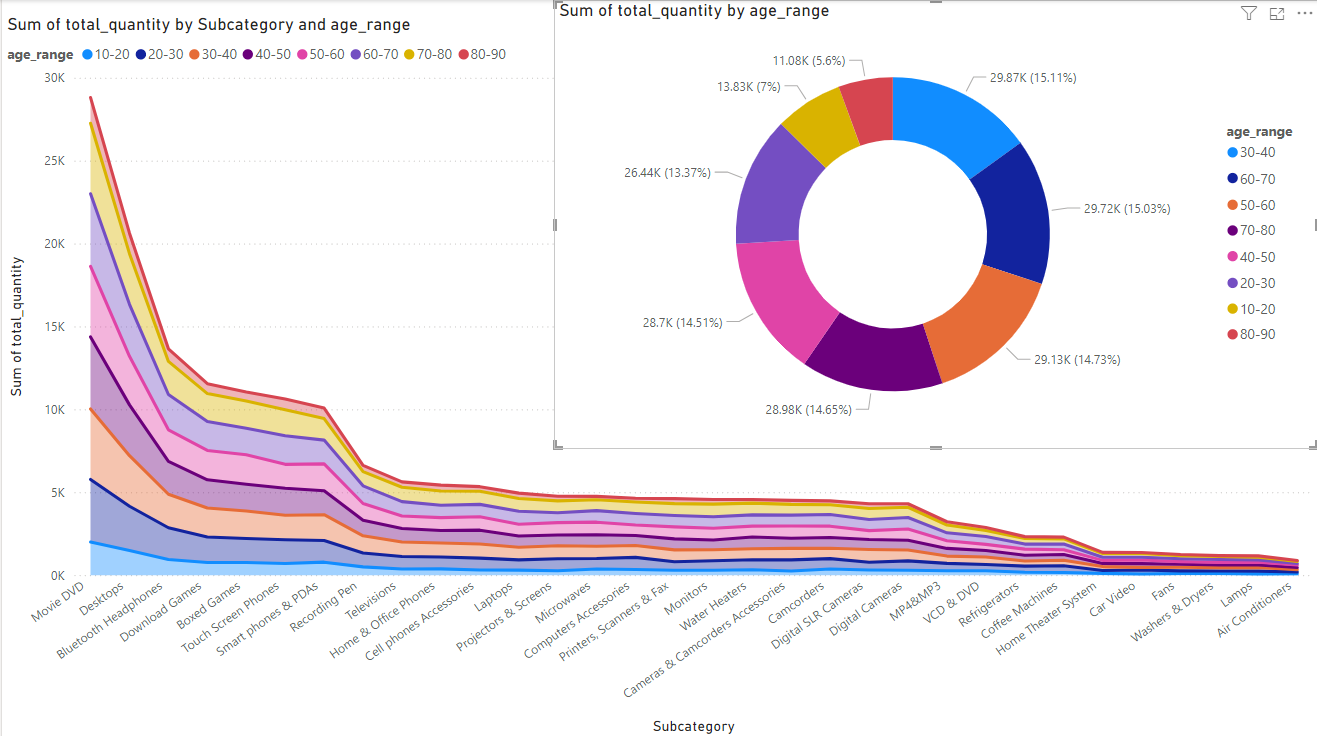 Sum of total_quantity by Subcategory and age_range
age_range 10-20 20-30 30-40 40-50 50-60 60-70 70-80 80-90
Sum of total_quantity
30K
25K
20K
15K
10K
5K
0K
Movie DVD
Desktops
Bluetooth Headphones
Download Games
Boxed Games
Touch Screen Phones
Smart phones & PDAS
Recording Pen
Televisions
Home & Office Phones
Cell phones Accessories
Laptops
Projectors & Screens
Microwaves
Computers Accessories
Printers, Scanners & Fax
Monitors
Water Heaters
Cameras & Camcorders Accessories
Camcorders
Digital SLR Cameras
Digital Cameras
MP4&MP3
VCD & DVD
Refrigerators
Coffee Machines
Home Theater System
Car Video
Fans
Washers & Dryers
Lamps
Air Conditioners
Subcategory
Sum of total_quantity by age_range
29.87K (15.11%)
29.72K (15.03%)
29.13K (14.73%)
28.98K (14.65%)
28.7K (14.51%)
26.44K (13.37%)
13.83K (7%)
11.08K (5.6%)
age_range
30-40
60-70
50-60
70-80
40-50
20-30
10-20
80-90